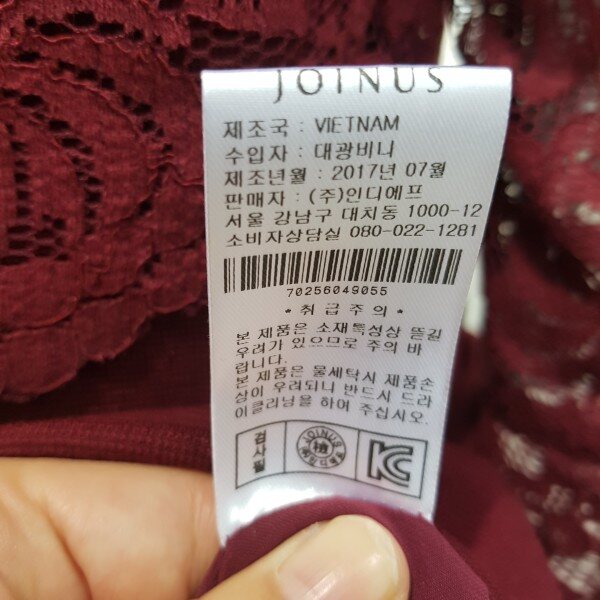 JOINUS
제조국 : VIETNAM
수입자 : 대광비니
제조년월 : 2017년 07월
판매자 : (주)인디에프
서울 강남구 대치동 1000-12
소비자상담실 080-022-1281
70256049055
* 취급주의 *
본 제품은 소재특성상 뜯길
우려가 있으므로 주의 바
랍니다.
본 제품은 물세탁시 제품손
상이 우려되니 반드시 드라
이클리닝을 하여 주십시오.
검사필
JOINUS
KC